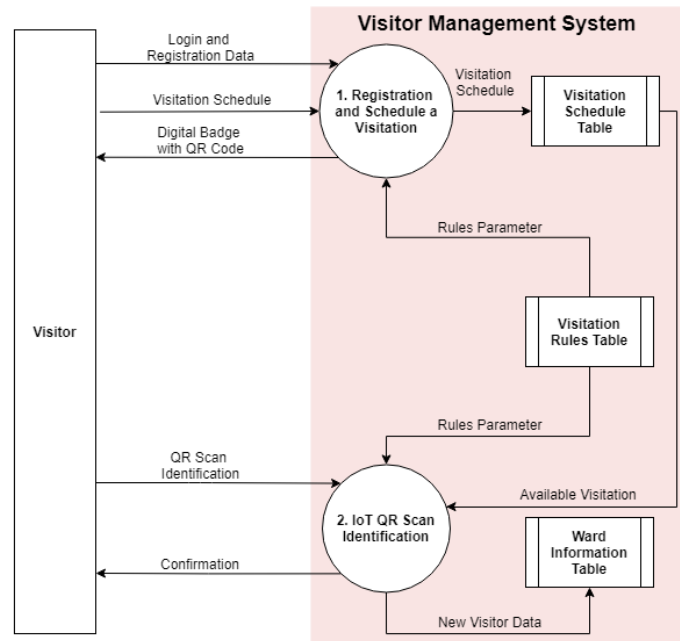 Visitor Management System
Login and
Registration Data
Visitation Schedule
Digital Badge
with QR Code
1. Registration
and Schedule a
Visitation
Visitation
Schedule
Visitation
Schedule
Table
Rules Parameter
Visitor
Visitation
Rules Table
Rules Parameter
QR Scan
Identification
Available Visitation
2. IoT QR Scan
Identification
Ward
Information
Table
Confirmation
New Visitor Data